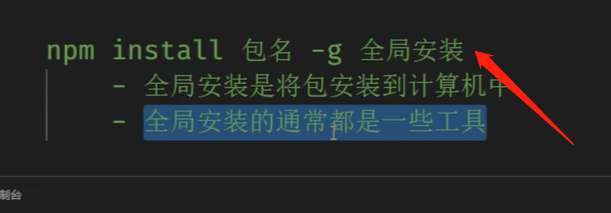 npm install 包名 -g 全局安装
- 全局安装是将包安装到计算机中
- 全局安装的通常都是一些工具
制台